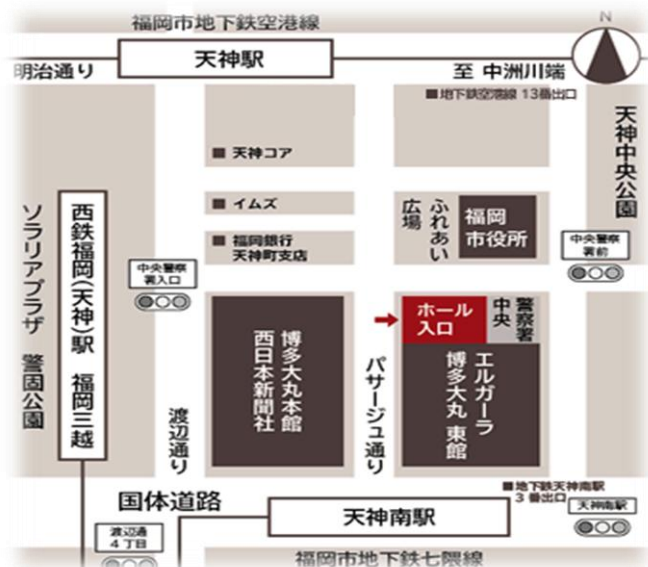 福岡市地下鉄空港線
N
天神駅
明治通り
至 中洲川端
■地下鉄空港線 13番出口
天神中央公園
■ 天神コア
■ イムズ
■ 福岡銀行
天神町支店
ふれあい
広場
福岡
市役所
中央警察
署前
中央警察
署入口
ソラリアプラザ 警固公園
西鉄福岡(天神)駅 福岡三越
渡辺通り
博多大丸本館
西日本新聞社
パサージュ通り
ホール
入口
警察署
中央
エルガーラ
博多大丸 東館
国体道路
■地下鉄天神南駅
3 番出口
天神南駅
天神南駅
渡辺通
4丁目
福岡市地下鉄七隈線